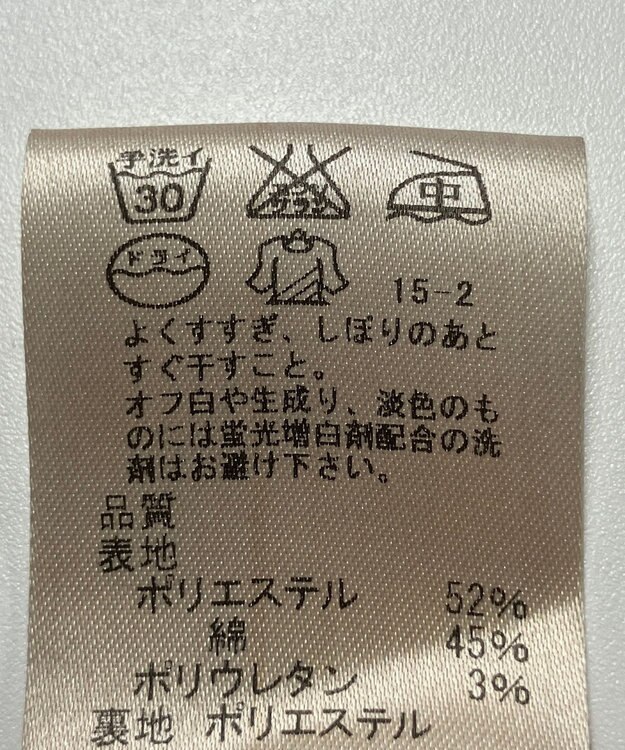 手洗イ
30
エンソ
サラシ
中
ドライ
15-2
よくすすぎ、しぼりのあと
すぐ干すこと。
オフ白や生成り、淡色のも
のには蛍光増白剤配合の洗
剤はお避け下さい。
品質
表地
ポリエステル 52%
綿 45%
ポリウレタン 3%
裏地 ポリエステル